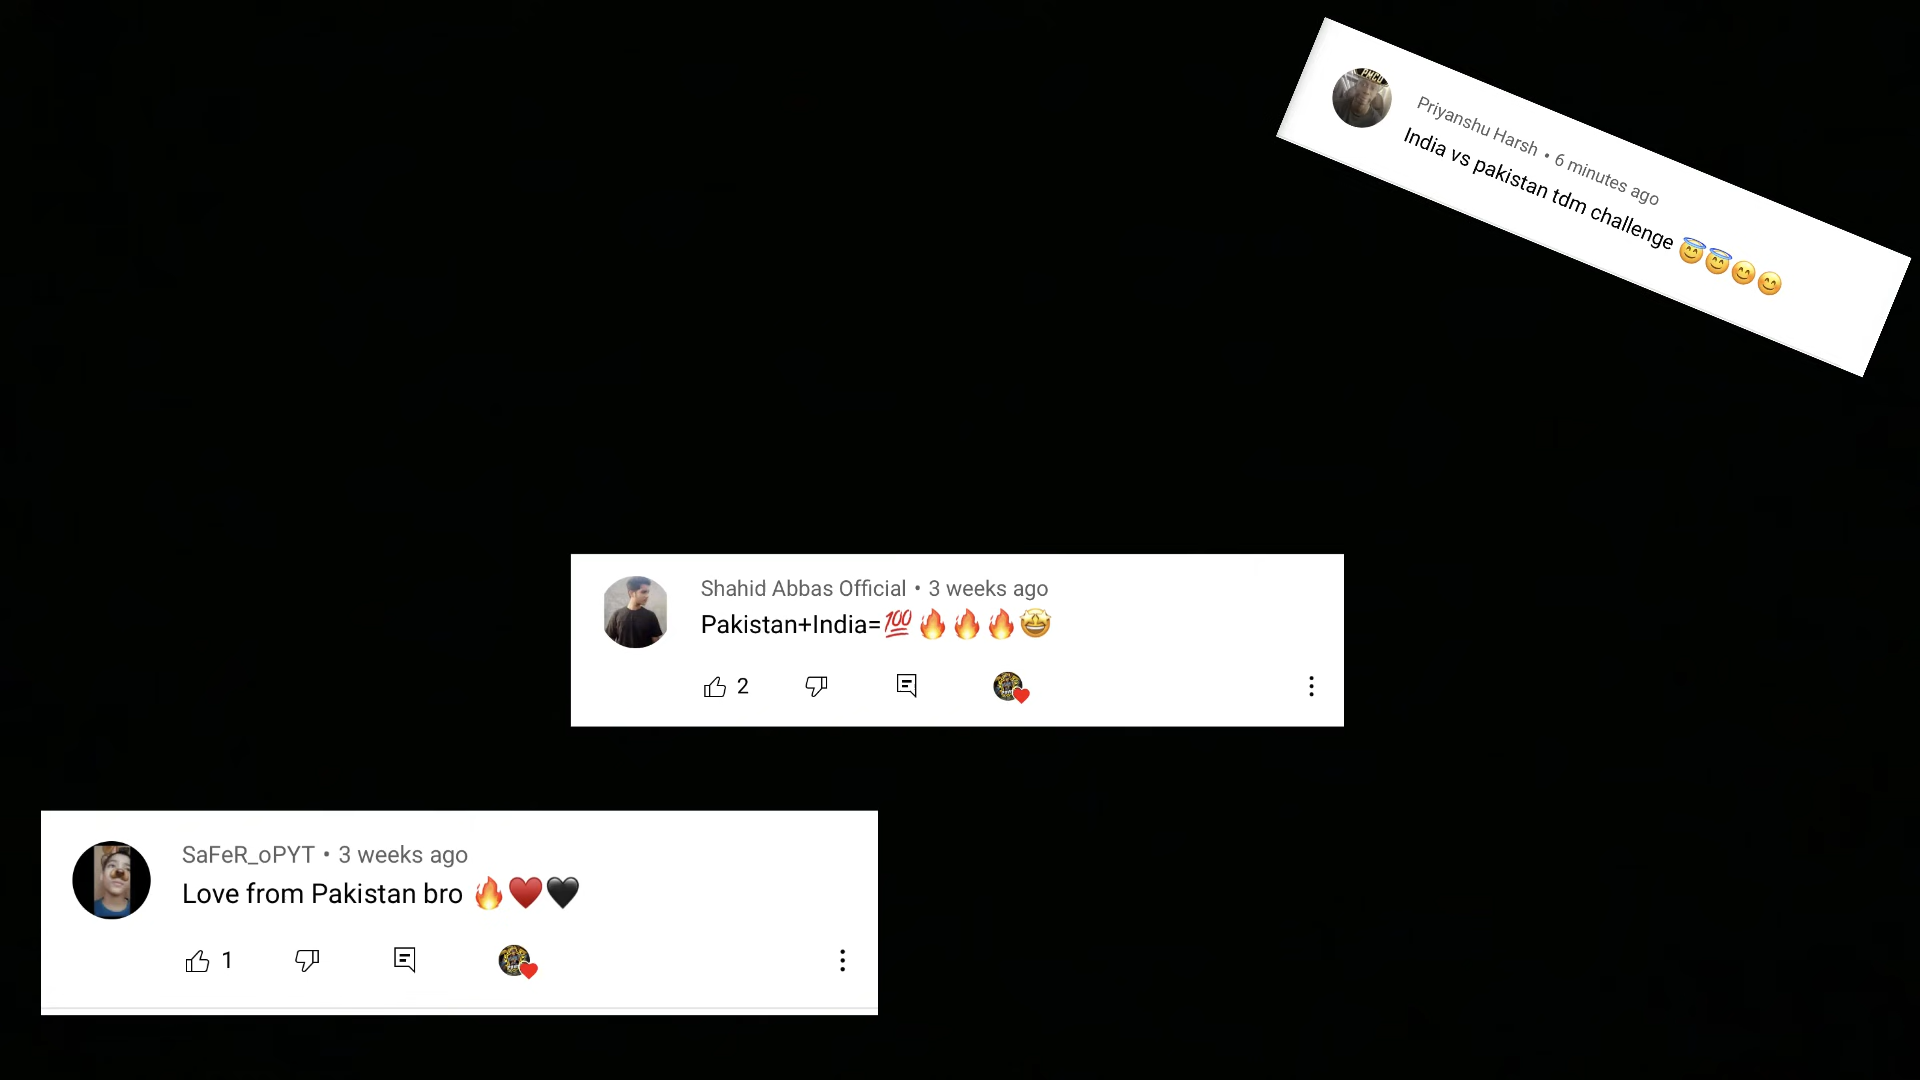 PMCO
Priyanshu Harsh • 6 minutes ago
India vs pakistan tdm challenge 😇😇😊😊
Shahid Abbas Official • 3 weeks ago
Pakistan+India=💯🔥🔥🔥🤩
2
SaFeR_oPYT • 3 weeks ago
Love from Pakistan bro 🔥♥️🖤
1